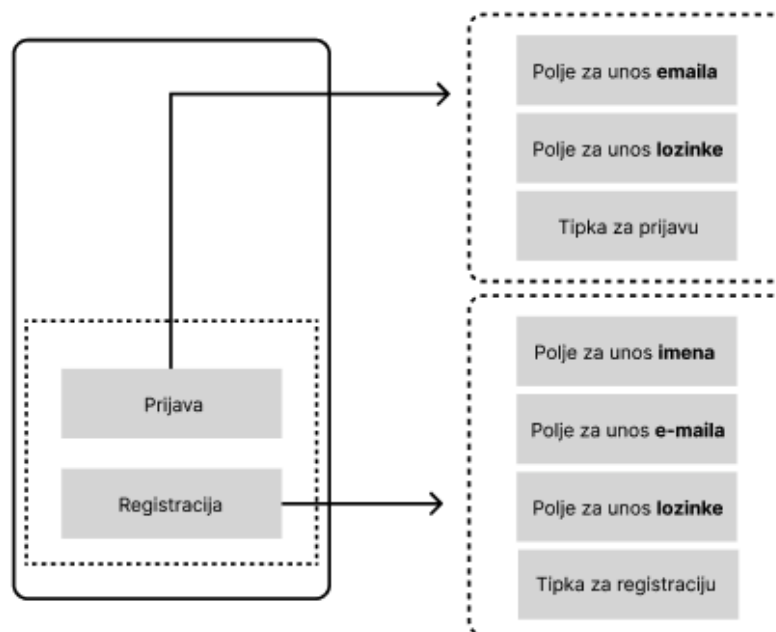 Prijava
Registracija
Polje za unos emaila
Polje za unos lozinke
Tipka za prijavu
Polje za unos imena
Polje za unos e-maila
Polje za unos lozinke
Tipka za registraciju